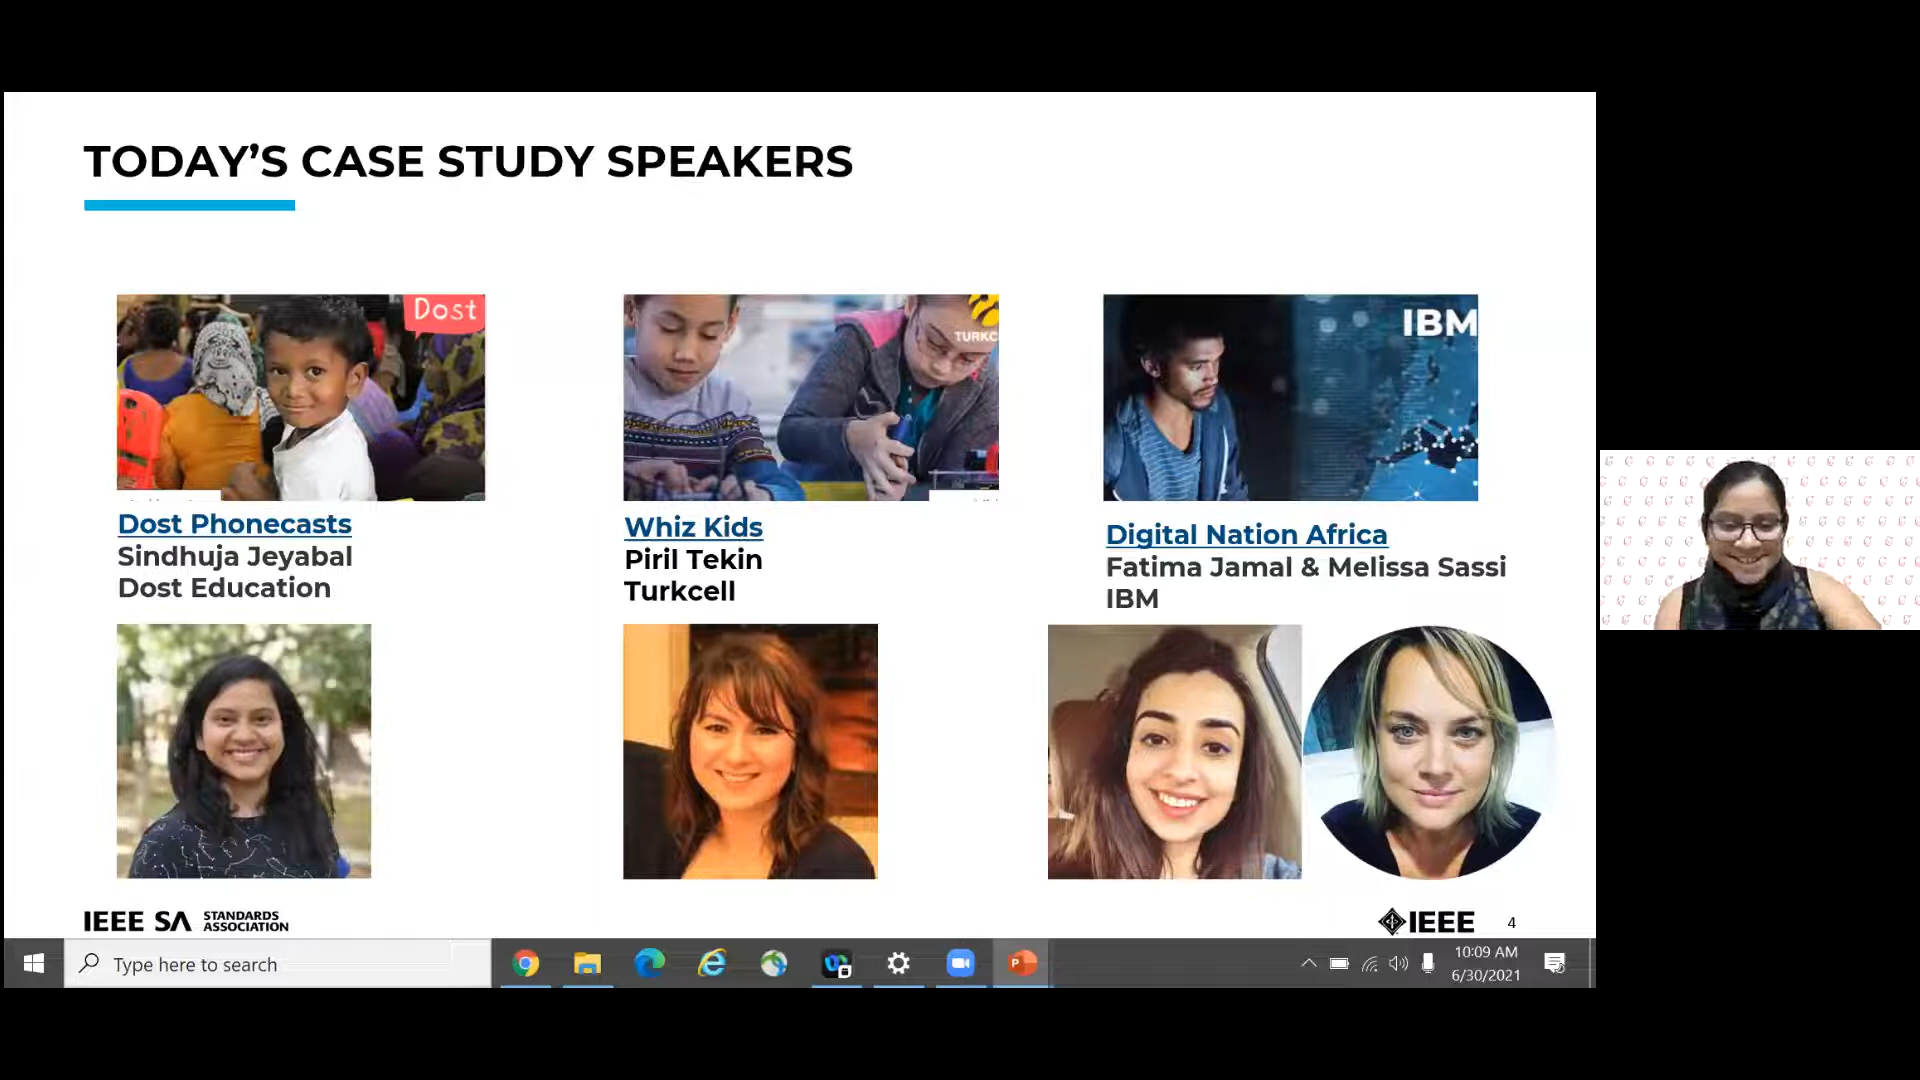 TODAY'S CASE STUDY SPEAKERS
Dost
TURKC
IBM
Dost Phonecasts
Sindhuja Jeyabal
Dost Education
Whiz Kids
Piril Tekin
Turkcell
Digital Nation Africa
Fatima Jamal & Melissa Sassi
IBM
IEEE SA STANDARDS
ASSOCIATION
IEEE
4
Type here to search
10:09 AM
6/30/2021